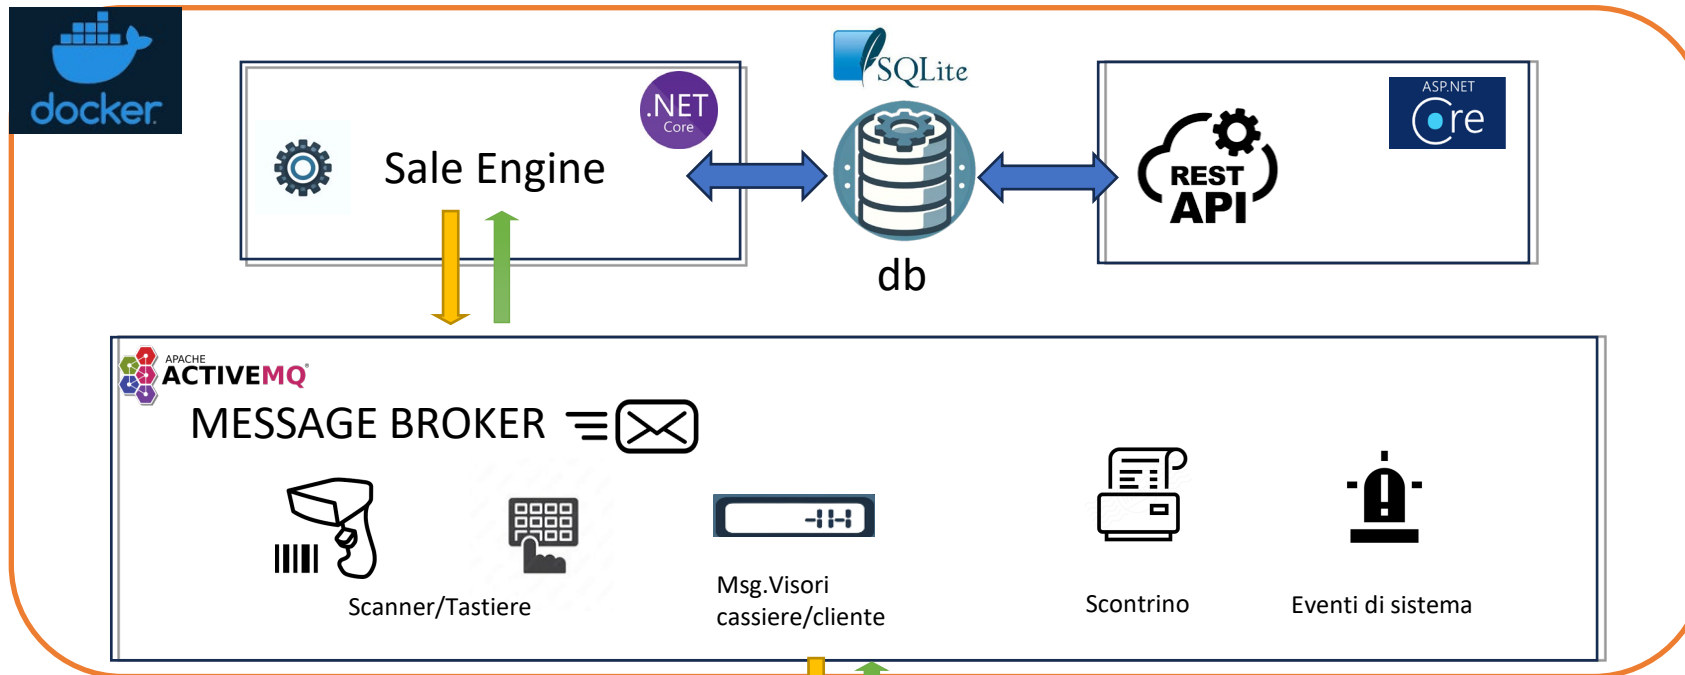 docker
SQLite
.NET
Core
ASP.NET
Core
Sale Engine
REST
API
db
APACHE
ACTIVEMQ
MESSAGE BROKER
Scanner/Tastiere
Msg.Visori
cassiere/cliente
Scontrino
Eventi di sistema